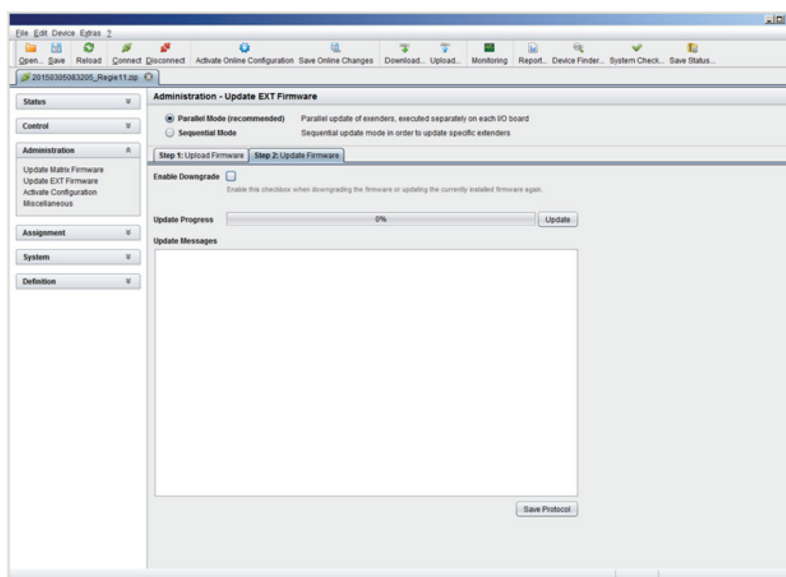 File Edit Device Extras ?
Open... Save Reload Connect Disconnect Activate Online Configuration Save Online Changes Download... Upload... Monitoring Report... Device Finder... System Check... Save Status...
20150305083205_Regie11.zip
Status
Control
Administration
Update Matrix Firmware
Update EXT Firmware
Activate Configuration
Miscellaneous
Assignment
System
Definition
Administration - Update EXT Firmware
Parallel Mode (recommended) Parallel update of exenders, executed separately on each I/O board
Sequential Mode Sequential update mode in order to update specific extenders
Step 1: Upload Firmware Step 2: Update Firmware
Enable Downgrade
Enable this checkbox when downgrading the firmware or updating the currently installed firmware again.
Update Progress 0% Update
Update Messages
Save Protocol